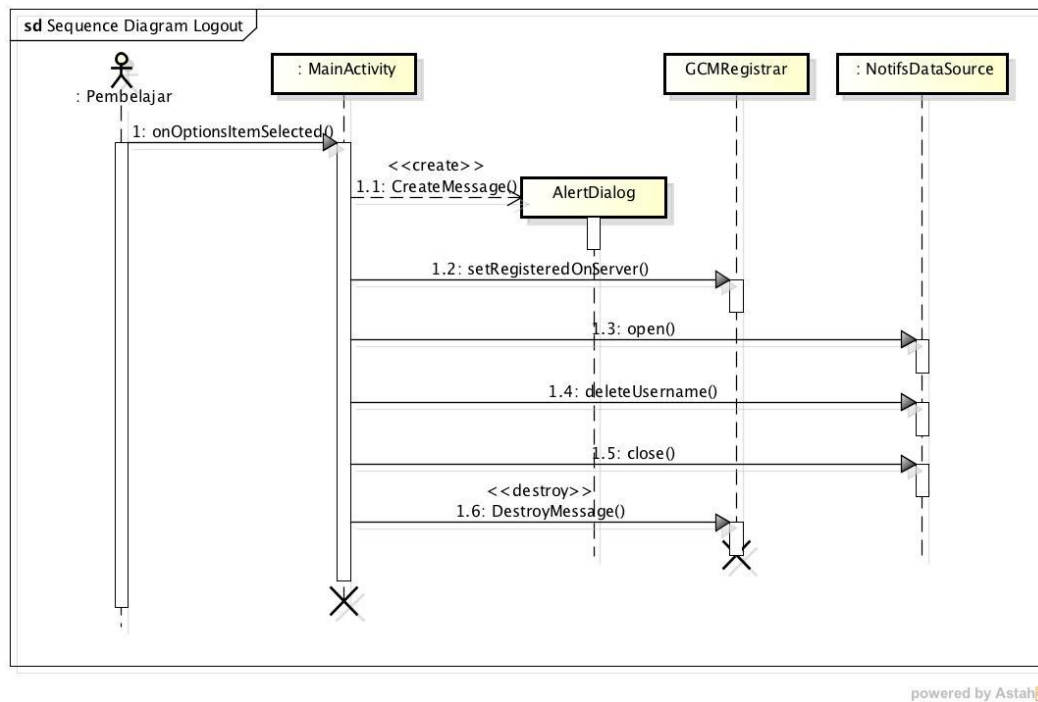 sd Sequence Diagram Logout
: Pembelajar
: MainActivity
GCMRegistrar
: NotifsDataSource
1: onOptionsItemSelected()
<<create>>
1.1: CreateMessage()
AlertDialog
1.2: setRegisteredOnServer()
1.3: open()
1.4: deleteUsername()
1.5: close()
<<destroy>>
1.6: DestroyMessage()
powered by Astah